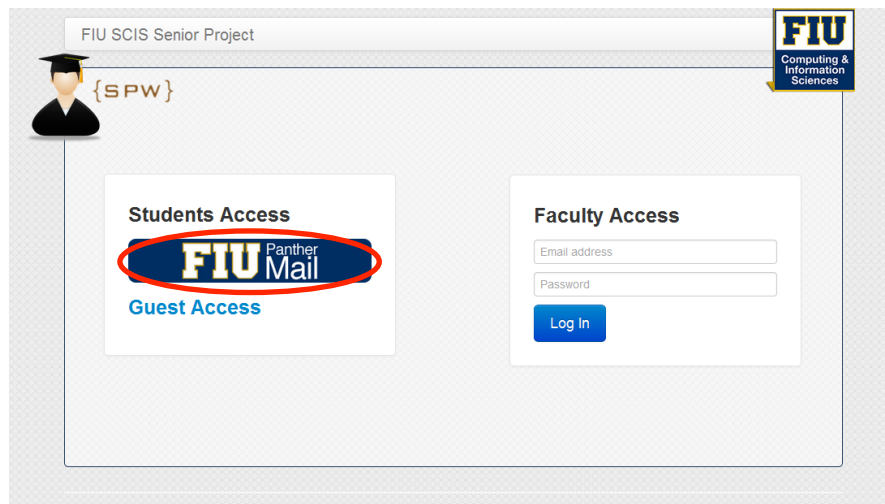 FIU SCIS Senior Project
FIU
Computing &
Information
Sciences
{SPW}
Students Access
FIU Panther Mail
Guest Access
Faculty Access
Email address
Password
Log In